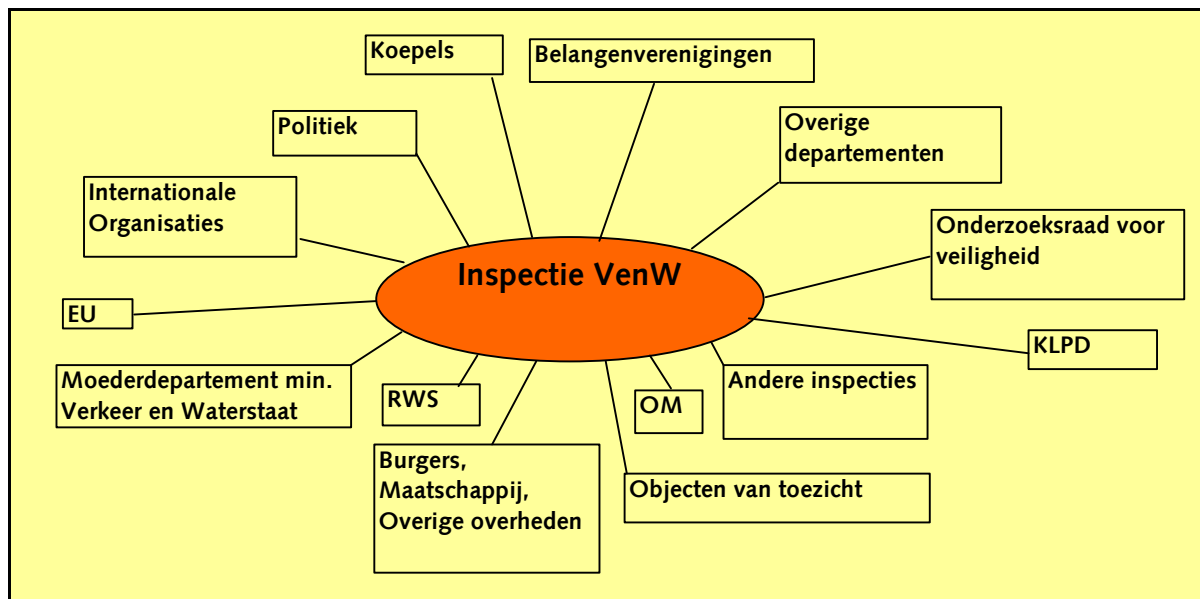 Koepels
Belangenverenigingen
Politiek
Overige
departementen
Internationale
Organisaties
Onderzoeksraad voor
veiligheid
Inspectie VenW
EU
KLPD
Moederdepartement min.
Verkeer en Waterstaat
RWS
OM
Andere inspecties
Burgers,
Maatschappij,
Overige overheden
Objecten van toezicht